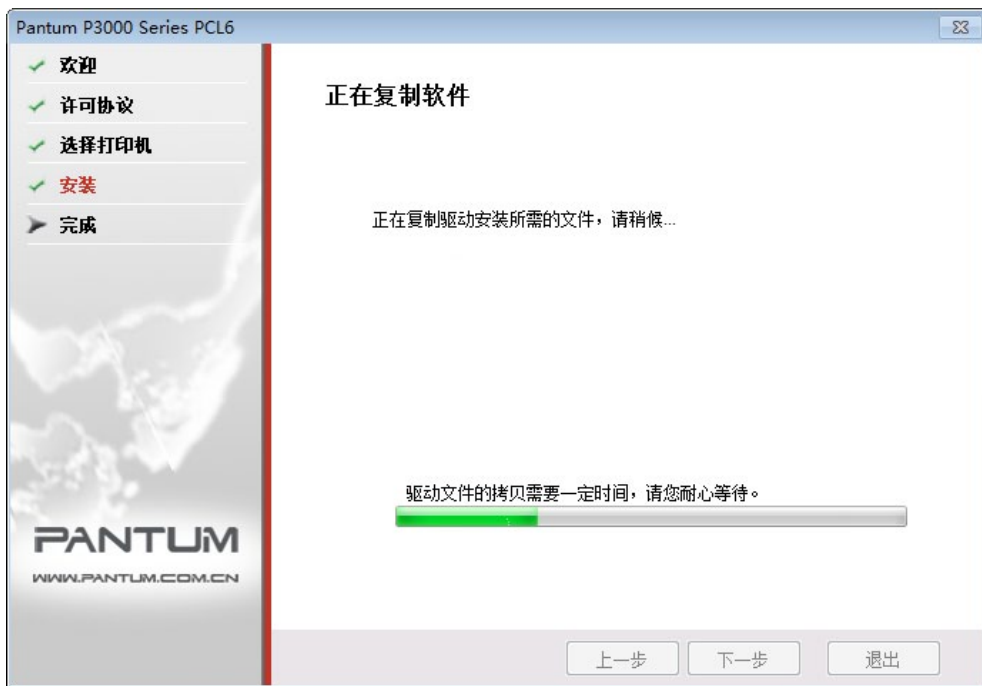 Pantum P3000 Series PCL6
欢迎
许可协议
选择打印机
安装
完成
正在复制软件
正在复制驱动安装所需的文件，请稍候...
驱动文件的拷贝需要一定时间，请您耐心等待。
PANTUM
WWW.PANTUM.COM.CN
上一步
下一步
退出